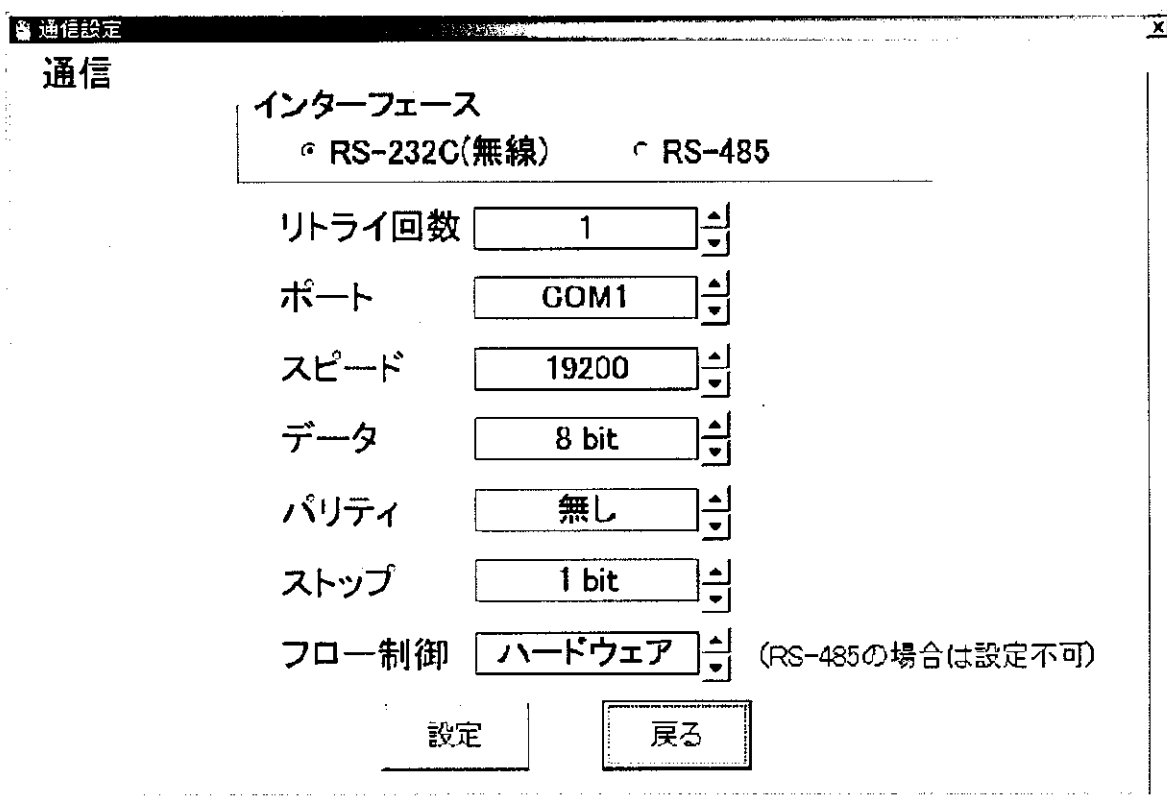 通信設定
通信
インターフェース
RS-232C(無線) RS-485
リトライ回数 1
ポート COM1
スピード 19200
データ 8 bit
パリティ 無し
ストップ 1 bit
フロー制御 ハードウェア (RS-485の場合は設定不可)
設定 戻る